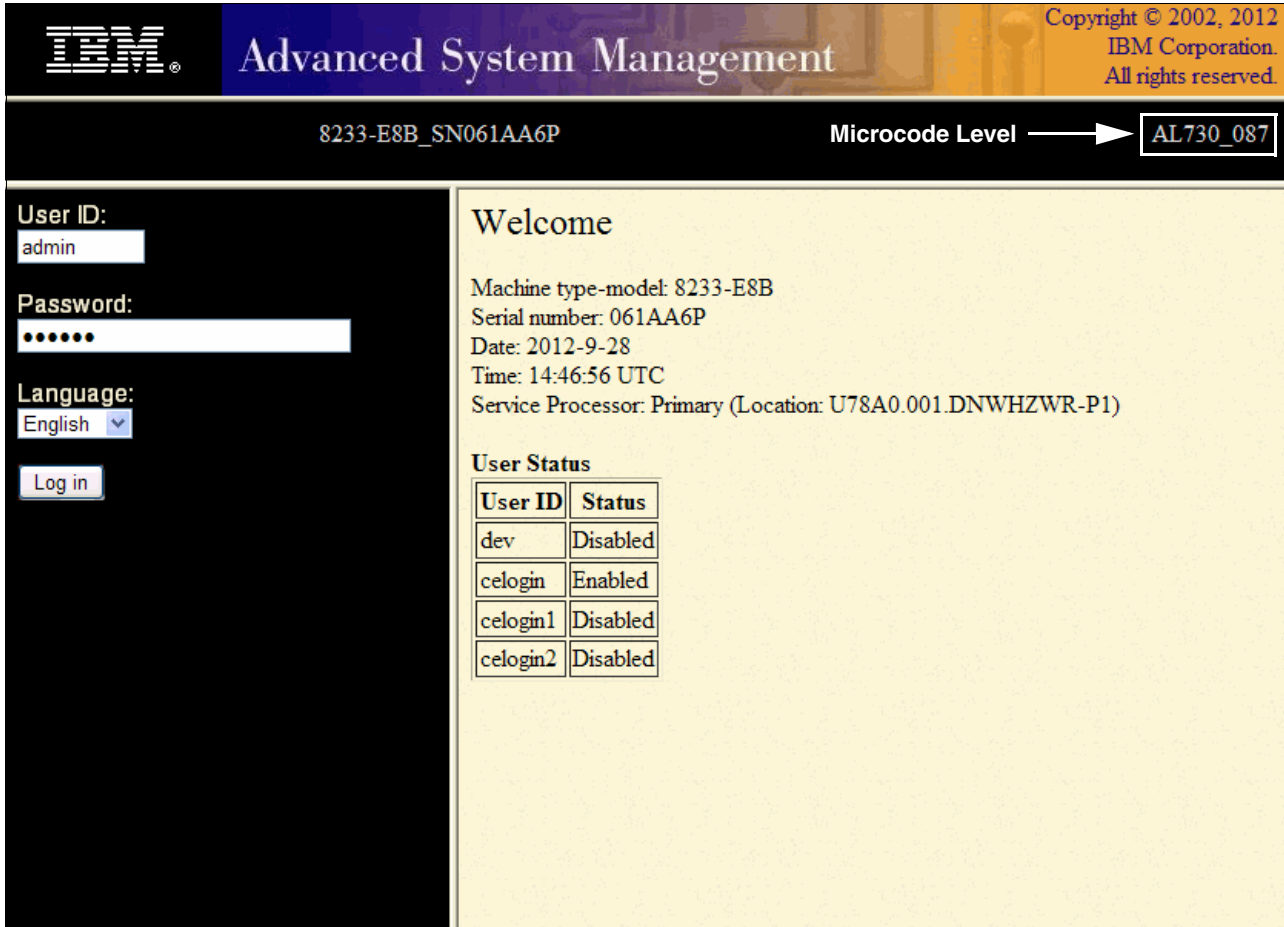 IBM®
Advanced System Management
Copyright © 2002, 2012
IBM Corporation.
All rights reserved.
8233-E8B_SN061AA6P
Microcode Level
AL730_087
User ID:
admin
Password:
••••••
Language:
English
Log in
Welcome
Machine type-model: 8233-E8B
Serial number: 061AA6P
Date: 2012-9-28
Time: 14:46:56 UTC
Service Processor: Primary (Location: U78A0.001.DNWHZWR-P1)
User Status
User ID Status
dev Disabled
celogin Enabled
celogin1 Disabled
celogin2 Disabled